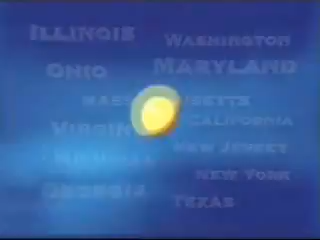 ILLINOIS
WASHINGTON
OHIO
MARYLAND
CALIFORNIA
NEW JERSEY
NEW YORK
GEORGIA
TEXAS